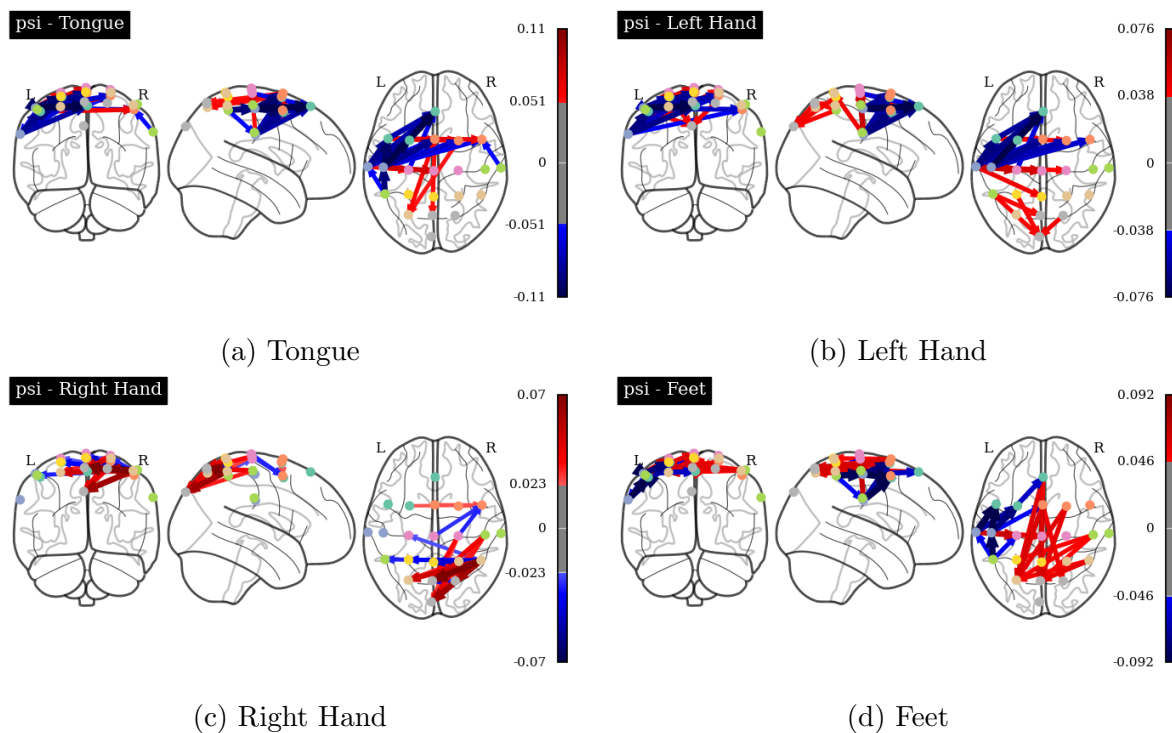 psi - Tongue
L
R
L
R
0.11
0.051
0
-0.051
-0.11
(a) Tongue
psi - Left Hand
L
R
L
R
0.076
0.038
0
-0.038
-0.076
(b) Left Hand
psi - Right Hand
L
R
L
R
0.07
0.023
0
-0.023
-0.07
(c) Right Hand
psi - Feet
L
R
L
R
0.092
0.046
0
-0.046
-0.092
(d) Feet